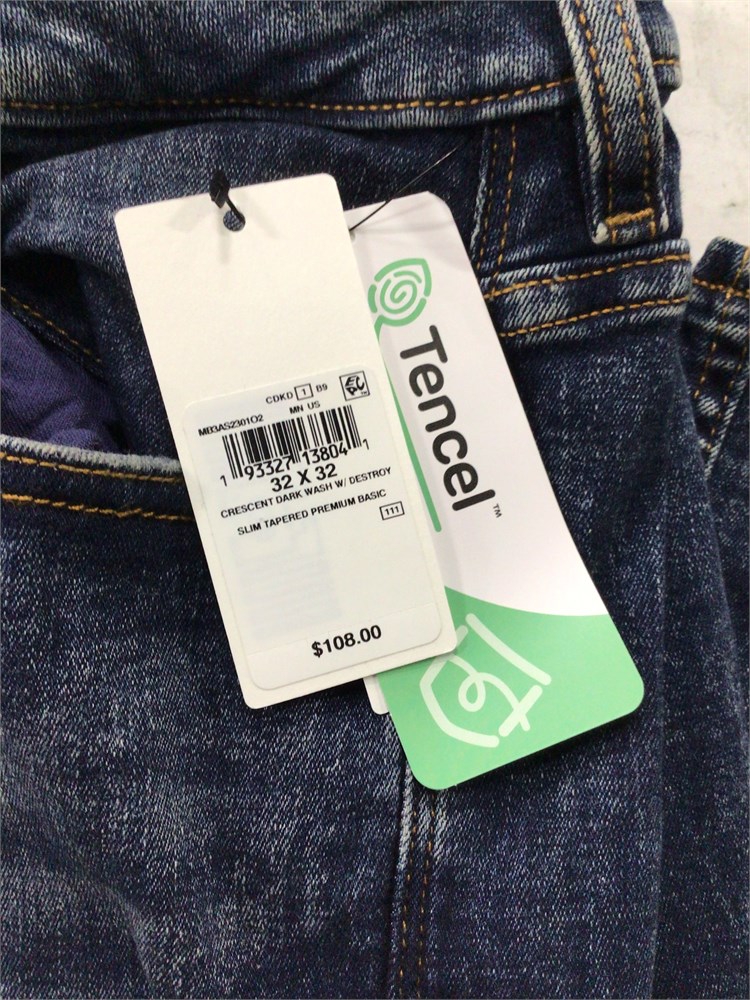 CDKD 1 B9
EPC™
MN US
MB3AS2301O2
1 93327 13804 1
32 X 32
CRESCENT DARK WASH W/ DESTROY
SLIM TAPERED PREMIUM BASIC
111
$108.00
Tencel™